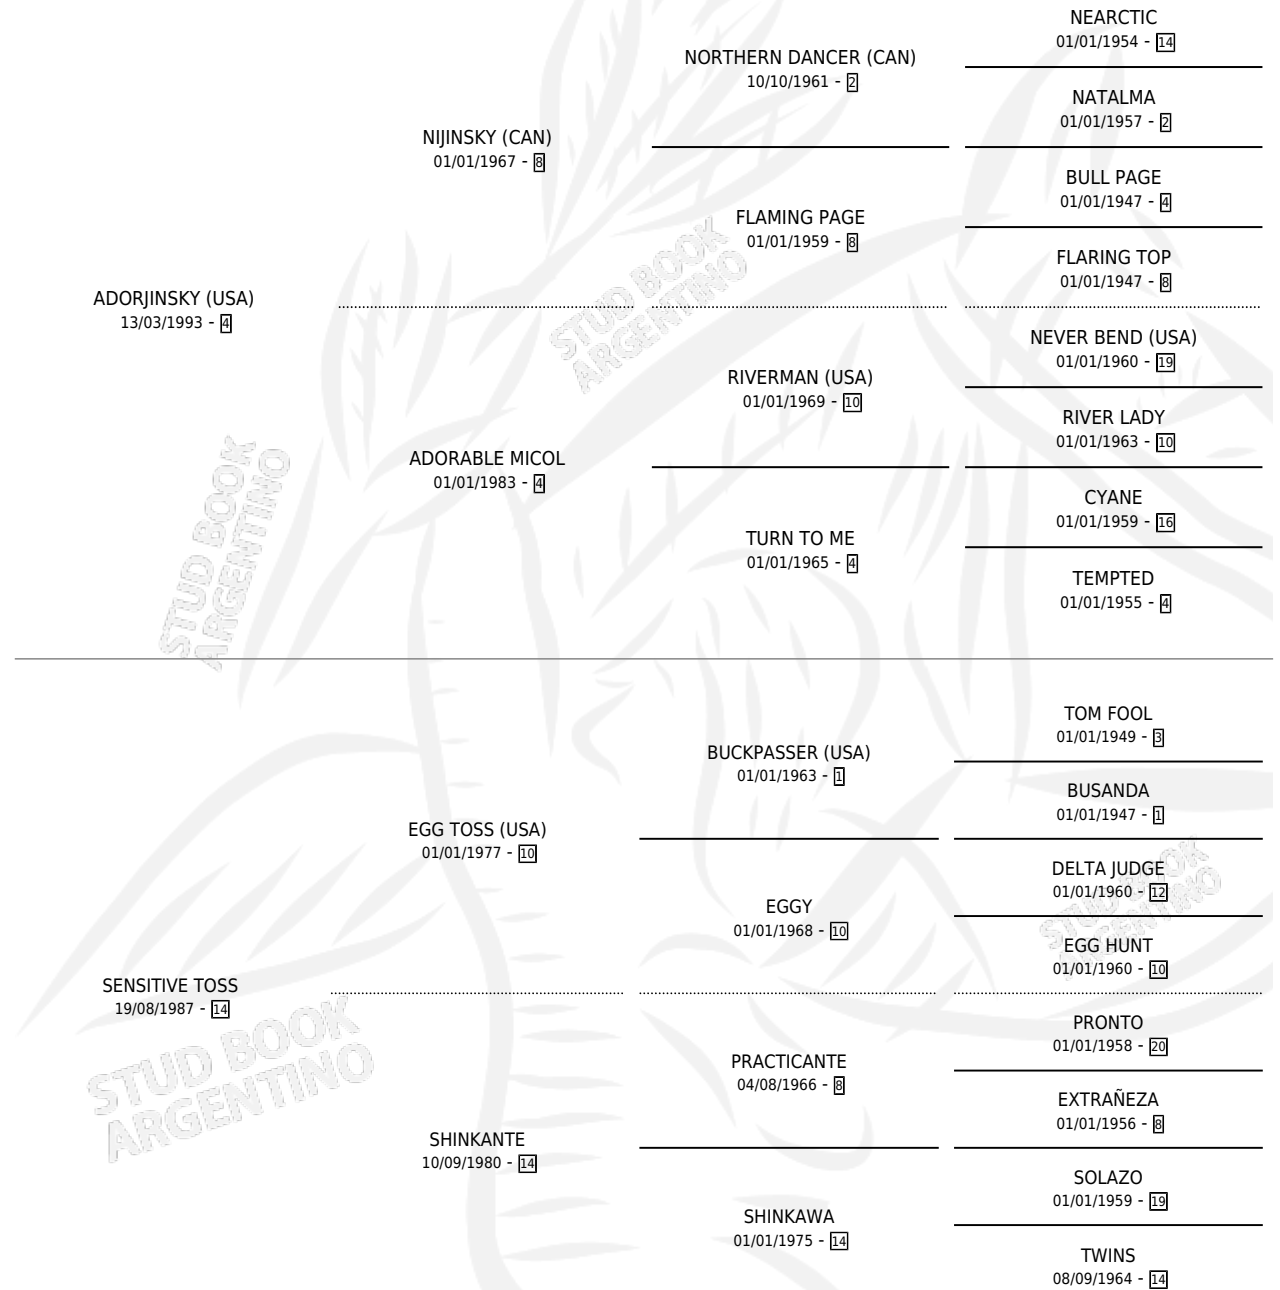 NEARCTIC
01/01/1954 - 14
NORTHERN DANCER (CAN)
10/10/1961 - 2
NATALMA
01/01/1957 - 2
NIJINSKY (CAN)
01/01/1967 - 8
BULL PAGE
01/01/1947 - 4
FLAMING PAGE
01/01/1959 - 8
FLARING TOP
01/01/1947 - 8
ADORJINSKY (USA)
13/03/1993 - 4
NEVER BEND (USA)
01/01/1960 - 19
RIVERMAN (USA)
01/01/1969 - 10
RIVER LADY
01/01/1963 - 10
ADORABLE MICOL
01/01/1983 - 4
CYANE
01/01/1959 - 16
TURN TO ME
01/01/1965 - 4
TEMPTED
01/01/1955 - 4
TOM FOOL
01/01/1949 - 3
BUCKPASSER (USA)
01/01/1963 - 1
BUSANDA
01/01/1947 - 1
EGG TOSS (USA)
01/01/1977 - 10
DELTA JUDGE
01/01/1960 - 12
EGGY
01/01/1968 - 10
EGG HUNT
01/01/1960 - 10
SENSITIVE TOSS
19/08/1987 - 14
PRONTO
01/01/1958 - 20
PRACTICANTE
04/08/1966 - 8
EXTRAÑEZA
01/01/1956 - 8
SHINKANTE
10/09/1980 - 14
SOLAZO
01/01/1959 - 19
SHINKAWA
01/01/1975 - 14
TWINS
08/09/1964 - 14
STUD BOOK
ARGENTINO
STUD BOOK
ARGENTINO
STUD BOOK
ARGENTINO
STUD BOOK
ARGENTINO